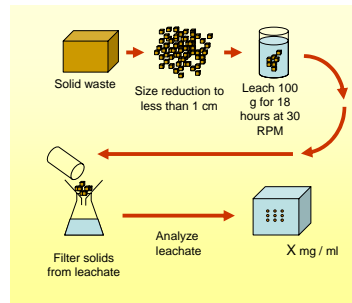 Solid waste
Size reduction to
less than 1 cm
Leach 100
g for 18
hours at 30
RPM
Filter solids
from leachate
Analyze
leachate
X mg / ml